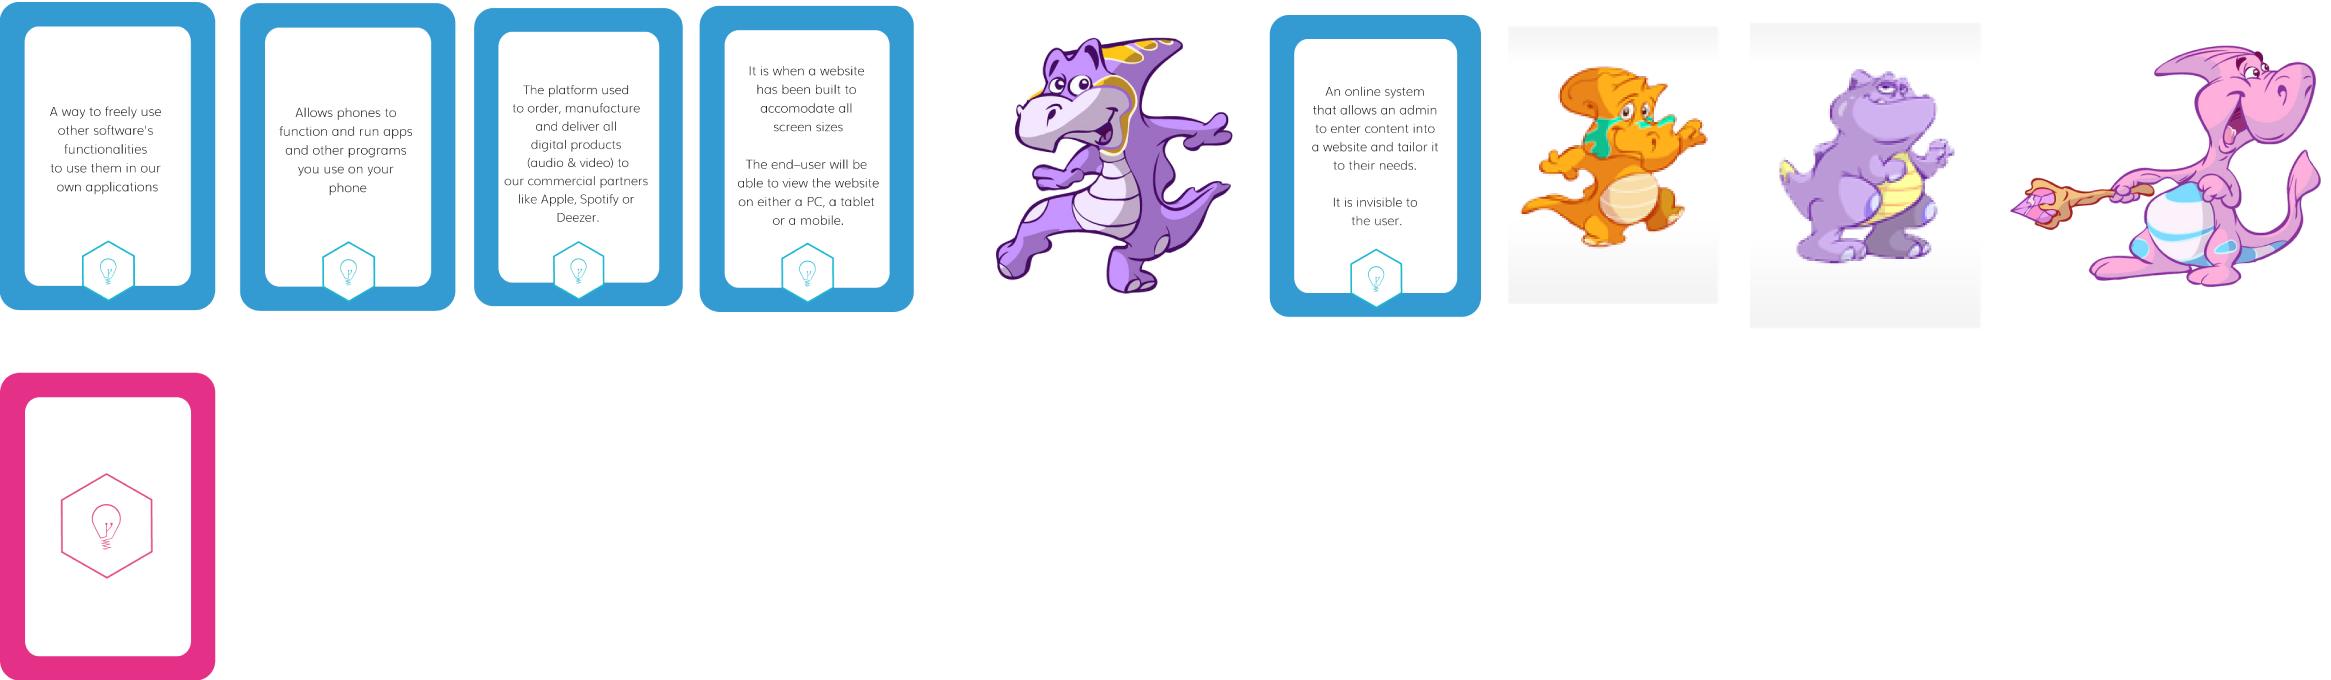 A way to freely use
other software's
functionalities
to use them in our
own applications
Allows phones to
function and run apps
and other programs
you use on your
phone
The platform used
to order, manufacture
and deliver all
digital products
(audio & video) to
our commercial partners
like Apple, Spotify or
Deezer.
It is when a website
has been built to
accomodate all
screen sizes
The end-user will be
able to view the website
on either a PC, a tablet
or a mobile.
An online system
that allows an admin
to enter content into
a website and tailor it
to their needs.
It is invisible to
the user.